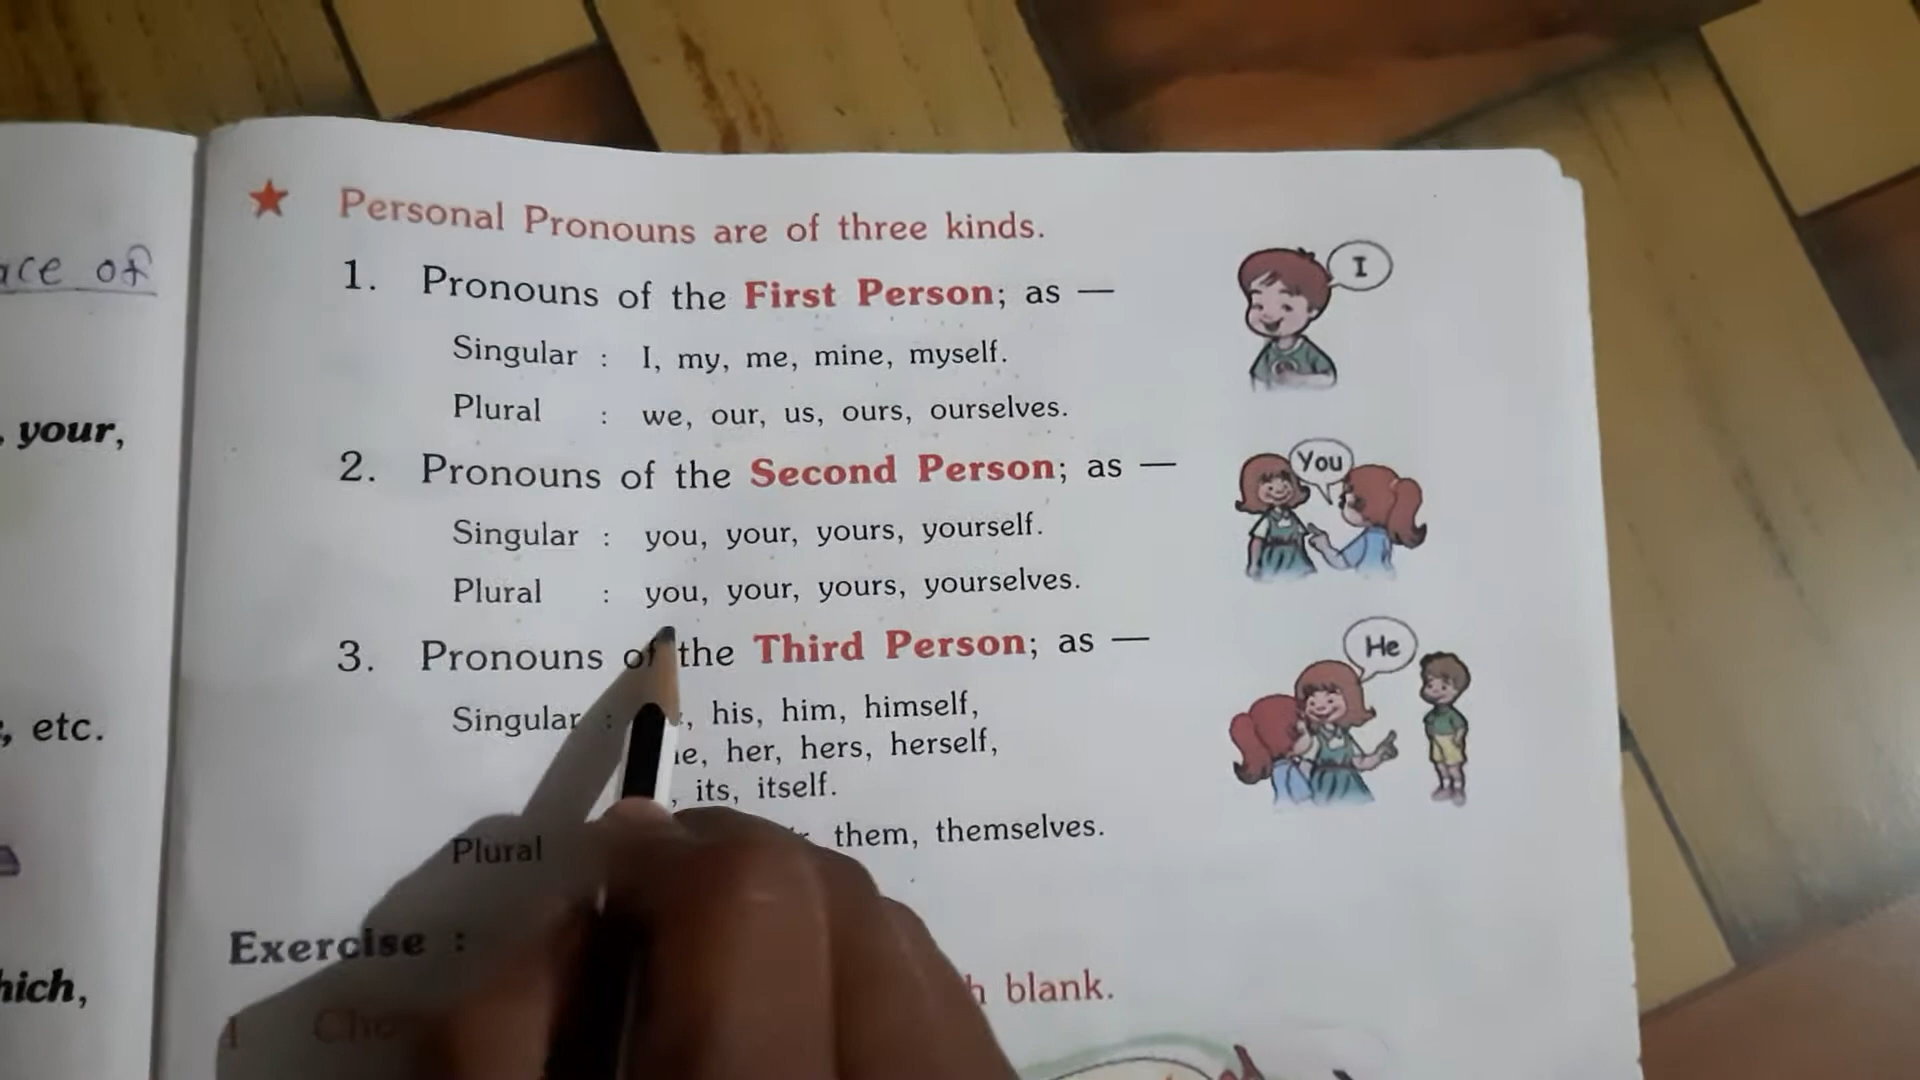 ace of
, your,
, etc.
hich,
Personal Pronouns are of three kinds.
1. Pronouns of the First Person; as —
Singular : I, my, me, mine, myself.
Plural : we, our, us, ours, ourselves.
2. Pronouns of the Second Person; as —
Singular : you, your, yours, yourself.
Plural : you, your, yours, yourselves.
3. Pronouns of the Third Person; as —
Singular : , his, him, himself,
her, hers, herself,
, its, itself.
Plural them, themselves.
I
You
He
Exercise :
blank.